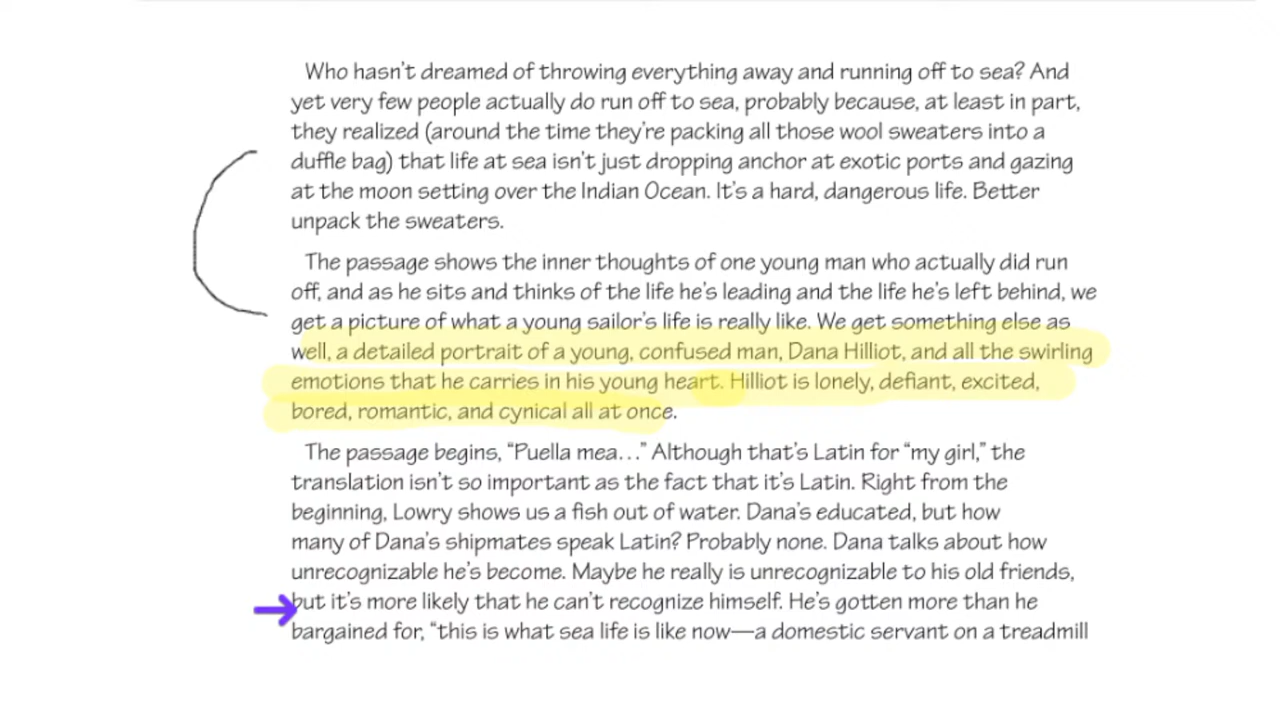 Who hasn't dreamed of throwing everything away and running off to sea? And
yet very few people actually do run off to sea, probably because, at least in part,
they realized (around the time they're packing all those wool sweaters into a
duffle bag) that life at sea isn't just dropping anchor at exotic ports and gazing
at the moon setting over the Indian Ocean. It's a hard, dangerous life. Better
unpack the sweaters.
The passage shows the inner thoughts of one young man who actually did run
off, and as he sits and thinks of the life he's leading and the life he's left behind, we
get a picture of what a young sailor's life is really like. We get something else as
well, a detailed portrait of a young, confused man, Dana Hilliot, and all the swirling
emotions that he carries in his young heart. Hilliot is lonely, defiant, excited,
bored, romantic, and cynical all at once.
The passage begins, “Puella mea…” Although that's Latin for “my girl,” the
translation isn't so important as the fact that it's Latin. Right from the
beginning, Lowry shows us a fish out of water. Dana's educated, but how
many of Dana's shipmates speak Latin? Probably none. Dana talks about how
unrecognizable he's become. Maybe he really is unrecognizable to his old friends,
but it's more likely that he can't recognize himself. He's gotten more than he
bargained for, “this is what sea life is like now—a domestic servant on a treadmill